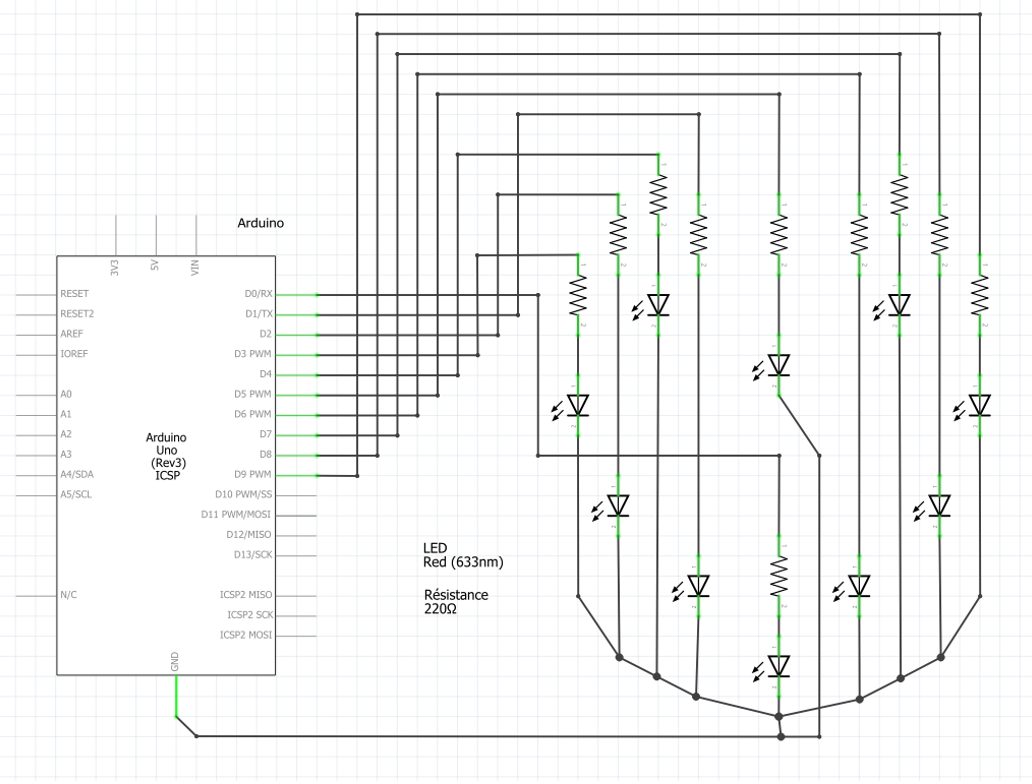 Arduino
3V3
5V
VIN
RESET
RESET2
AREF
IOREF
A0
A1
A2
A3
A4/SDA
A5/SCL
N/C
Arduino
Uno
(Rev3)
ICSP
D0/RX
D1/TX
D2
D3 PWM
D4
D5 PWM
D6 PWM
D7
D8
D9 PWM
D10 PWM/SS
D11 PWM/MOSI
D12/MISO
D13/SCK
ICSP2 MISO
ICSP2 SCK
ICSP2 MOSI
GND
LED
Red (633nm)
Résistance
220Ω